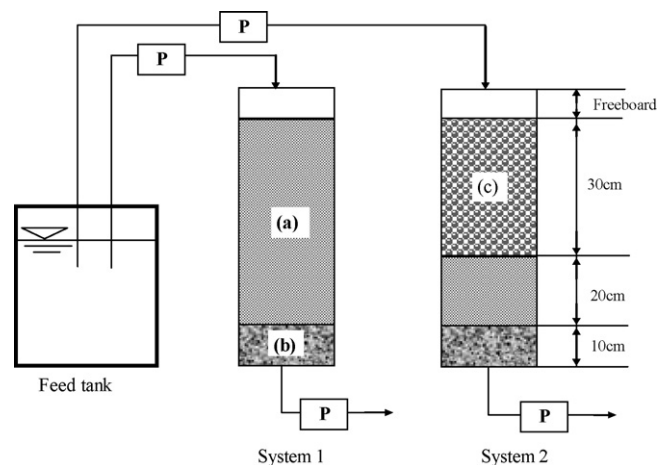 P
P
Freeboard
(c)
30cm
(a)
20cm
(b)
10cm
Feed tank
P
P
System 1
System 2